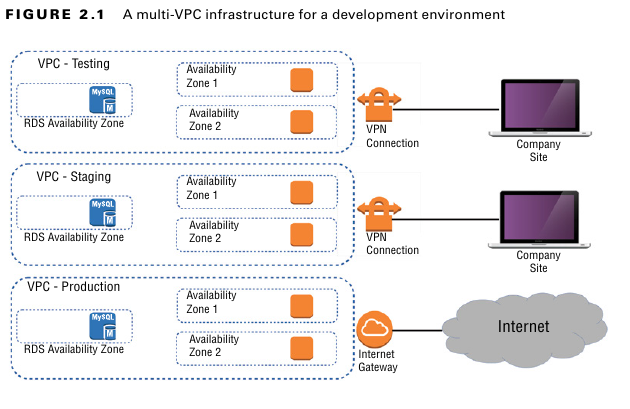 FIGURE 2.1 A multi-VPC infrastructure for a development environment
VPC - Testing
MySQL
M
RDS Availability Zone
Availability
Zone 1
Availability
Zone 2
VPN
Connection
Company
Site
VPC - Staging
MySQL
M
RDS Availability Zone
Availability
Zone 1
Availability
Zone 2
VPN
Connection
Company
Site
VPC - Production
MySQL
M
RDS Availability Zone
Availability
Zone 1
Availability
Zone 2
Internet
Gateway
Internet